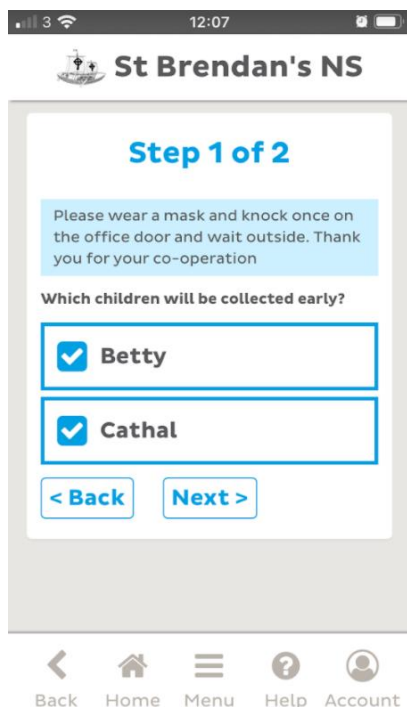 3 12:07
St Brendan's NS
Step 1 of 2
Please wear a mask and knock once on
the office door and wait outside. Thank
you for your co-operation
Which children will be collected early?
Betty
Cathal
< Back Next >
Back Home Menu Help Account